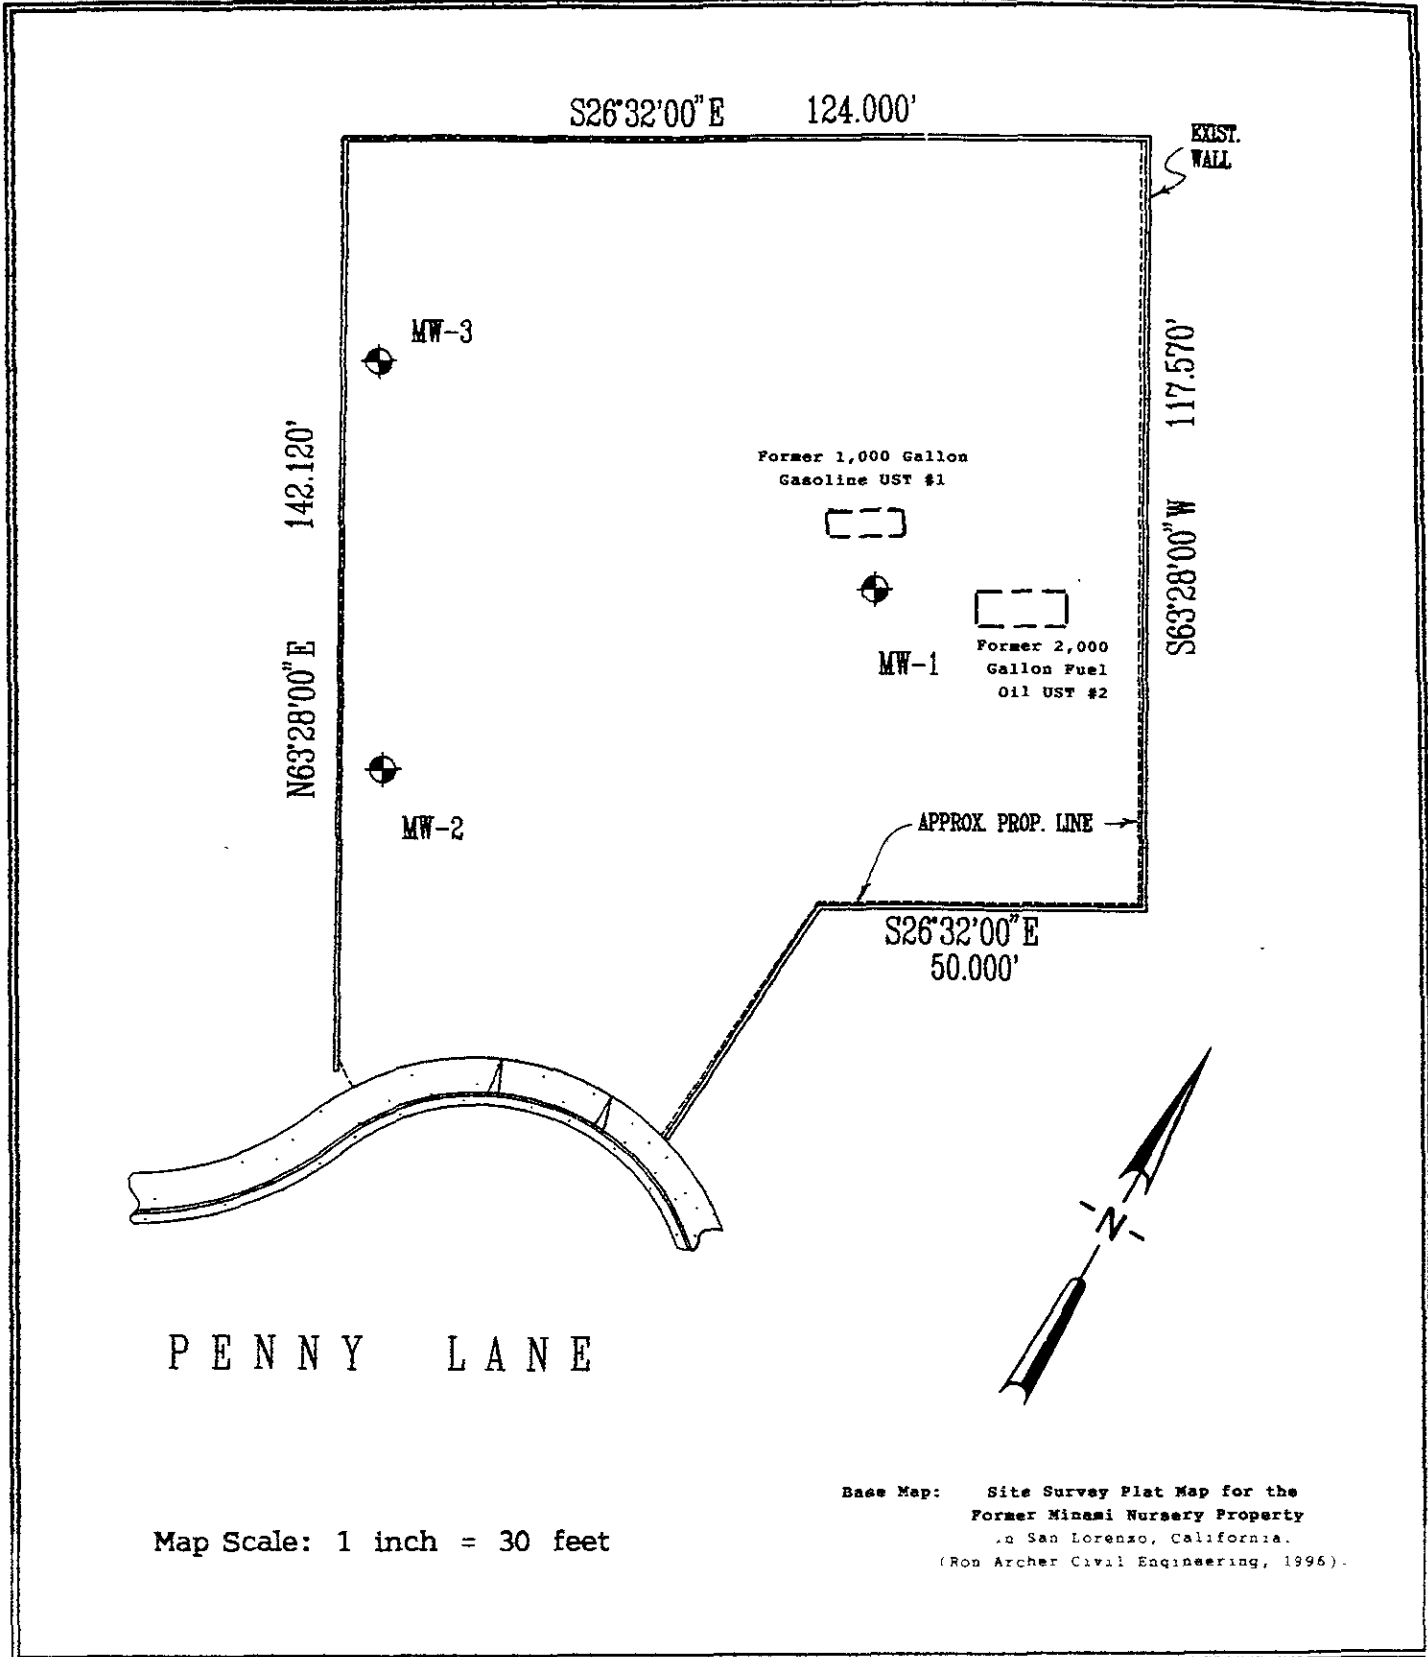 S26°32'00"E 124.000'
EXIST.
WALL
MW-3
117.570'
142.120'
Former 1,000 Gallon
Gasoline UST #1
S63°28'00"W
MW-1
Former 2,000
Gallon Fuel
Oil UST #2
N63°28'00"E
MW-2
APPROX. PROP. LINE
S26°32'00"E
50.000'
N
PENNY LANE
Base Map: Site Survey Plat Map for the
Former Minami Nursery Property
in San Lorenzo, California.
(Ron Archer Civil Engineering, 1996).
Map Scale: 1 inch = 30 feet